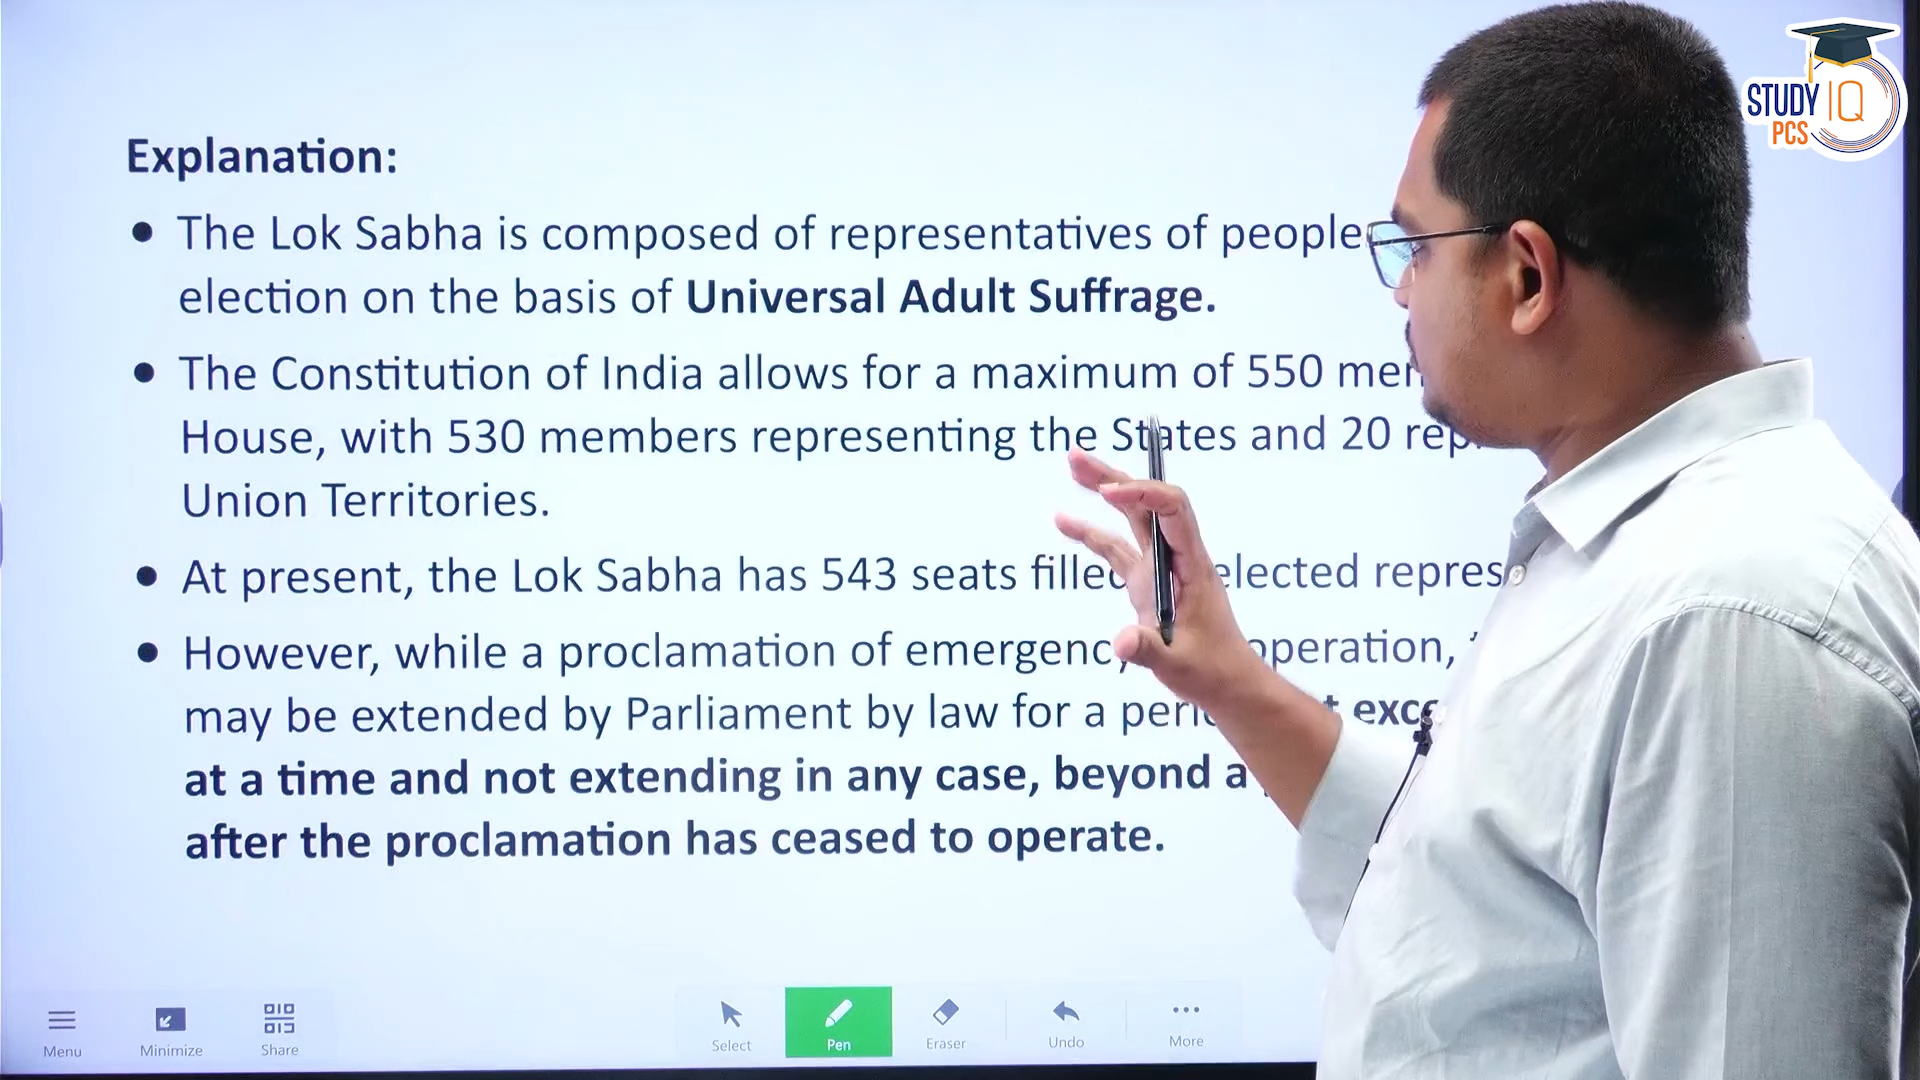 STUDY IQ
PCS
Explanation:
• The Lok Sabha is composed of representatives of people
election on the basis of Universal Adult Suffrage.
• The Constitution of India allows for a maximum of 550
House, with 530 members representing the States and 20
Union Territories.
• At present, the Lok Sabha has 543 seats elected
• However, while a proclamation of emergency operation,
may be extended by Parliament by law for a
at a time and not extending in any case, beyond a
after the proclamation has ceased to operate.
Menu Minimize Share Select Pen Eraser Undo More